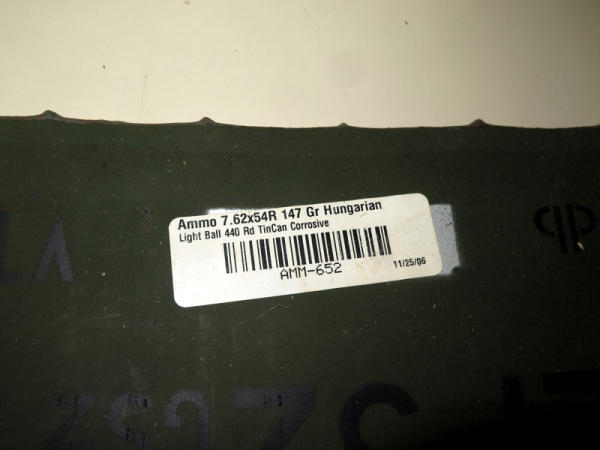 Ammo 7.62x54R 147 Gr Hungarian
Light Ball 440 Rd TinCan Corrosive
AMM-652
11/25/06